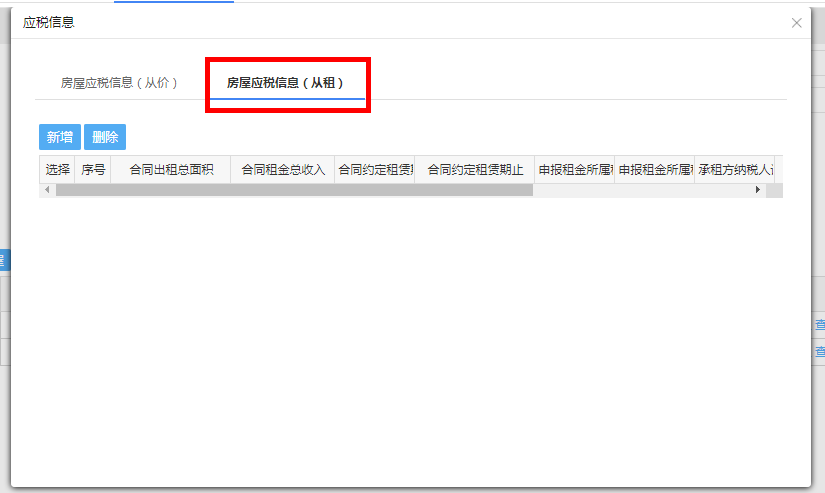 应税信息
房屋应税信息（从价）
房屋应税信息（从租）
新增 删除
选择 序号 合同出租总面积 合同租金总收入 合同约定租赁 合同约定租赁期止 申报租金所属 申报租金所属 承租方纳税人
查
查